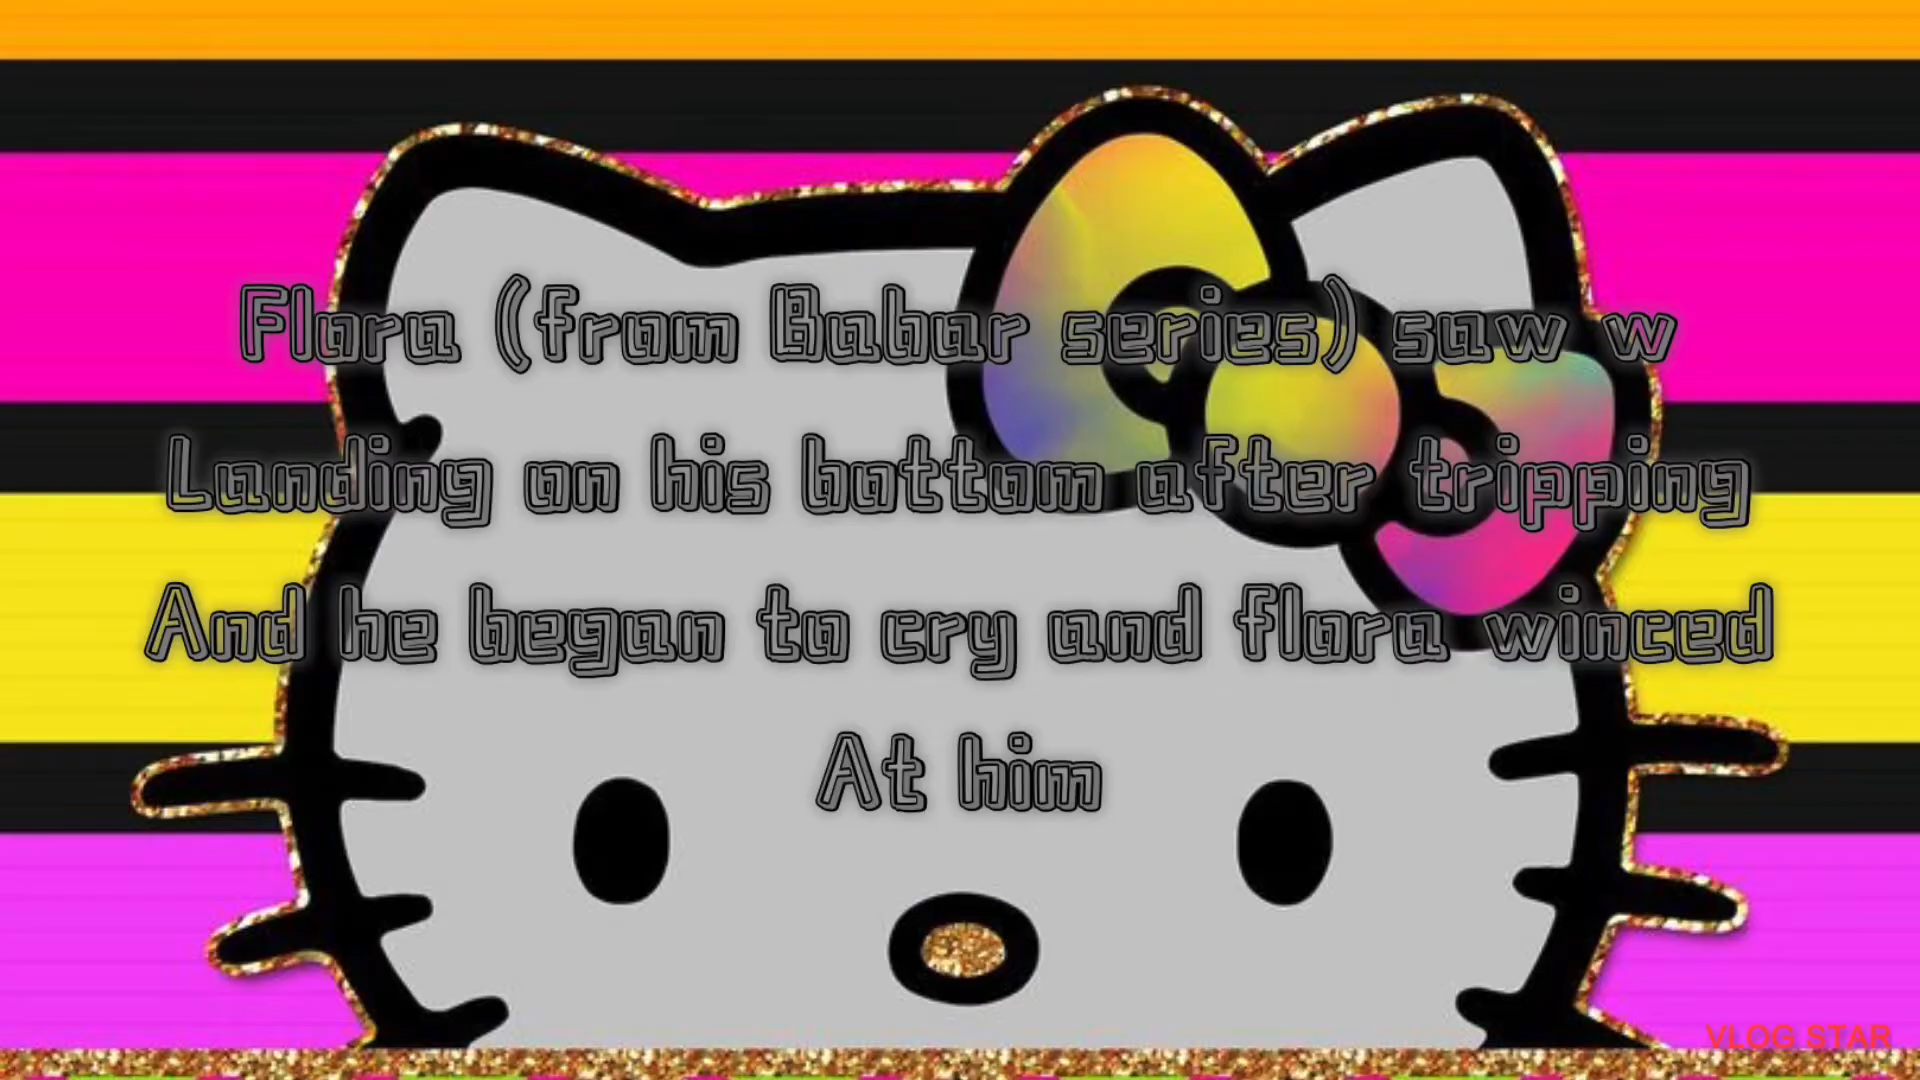 Flora (from Babar series) saw w
Landing on his bottom after tripping
And he began to cry and flora winced
At him
VLOG STAR